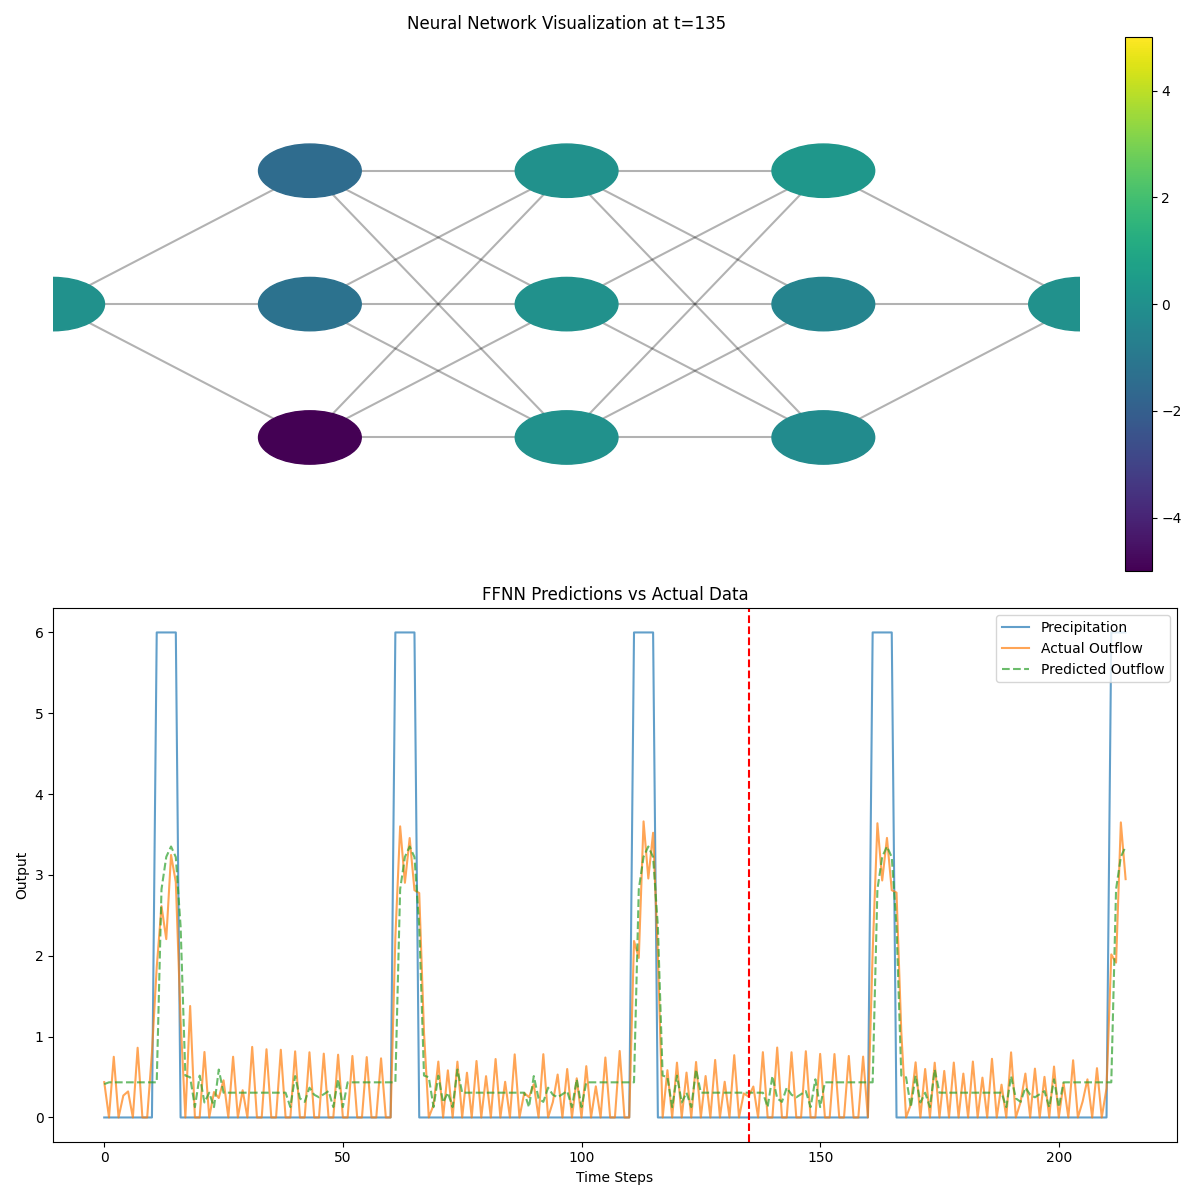 Neural Network Visualization at t=135
4
2
0
−2
−4
FFNN Predictions vs Actual Data
Precipitation
Actual Outflow
Predicted Outflow
Output
6
5
4
3
2
1
0
0 50 100 150 200
Time Steps